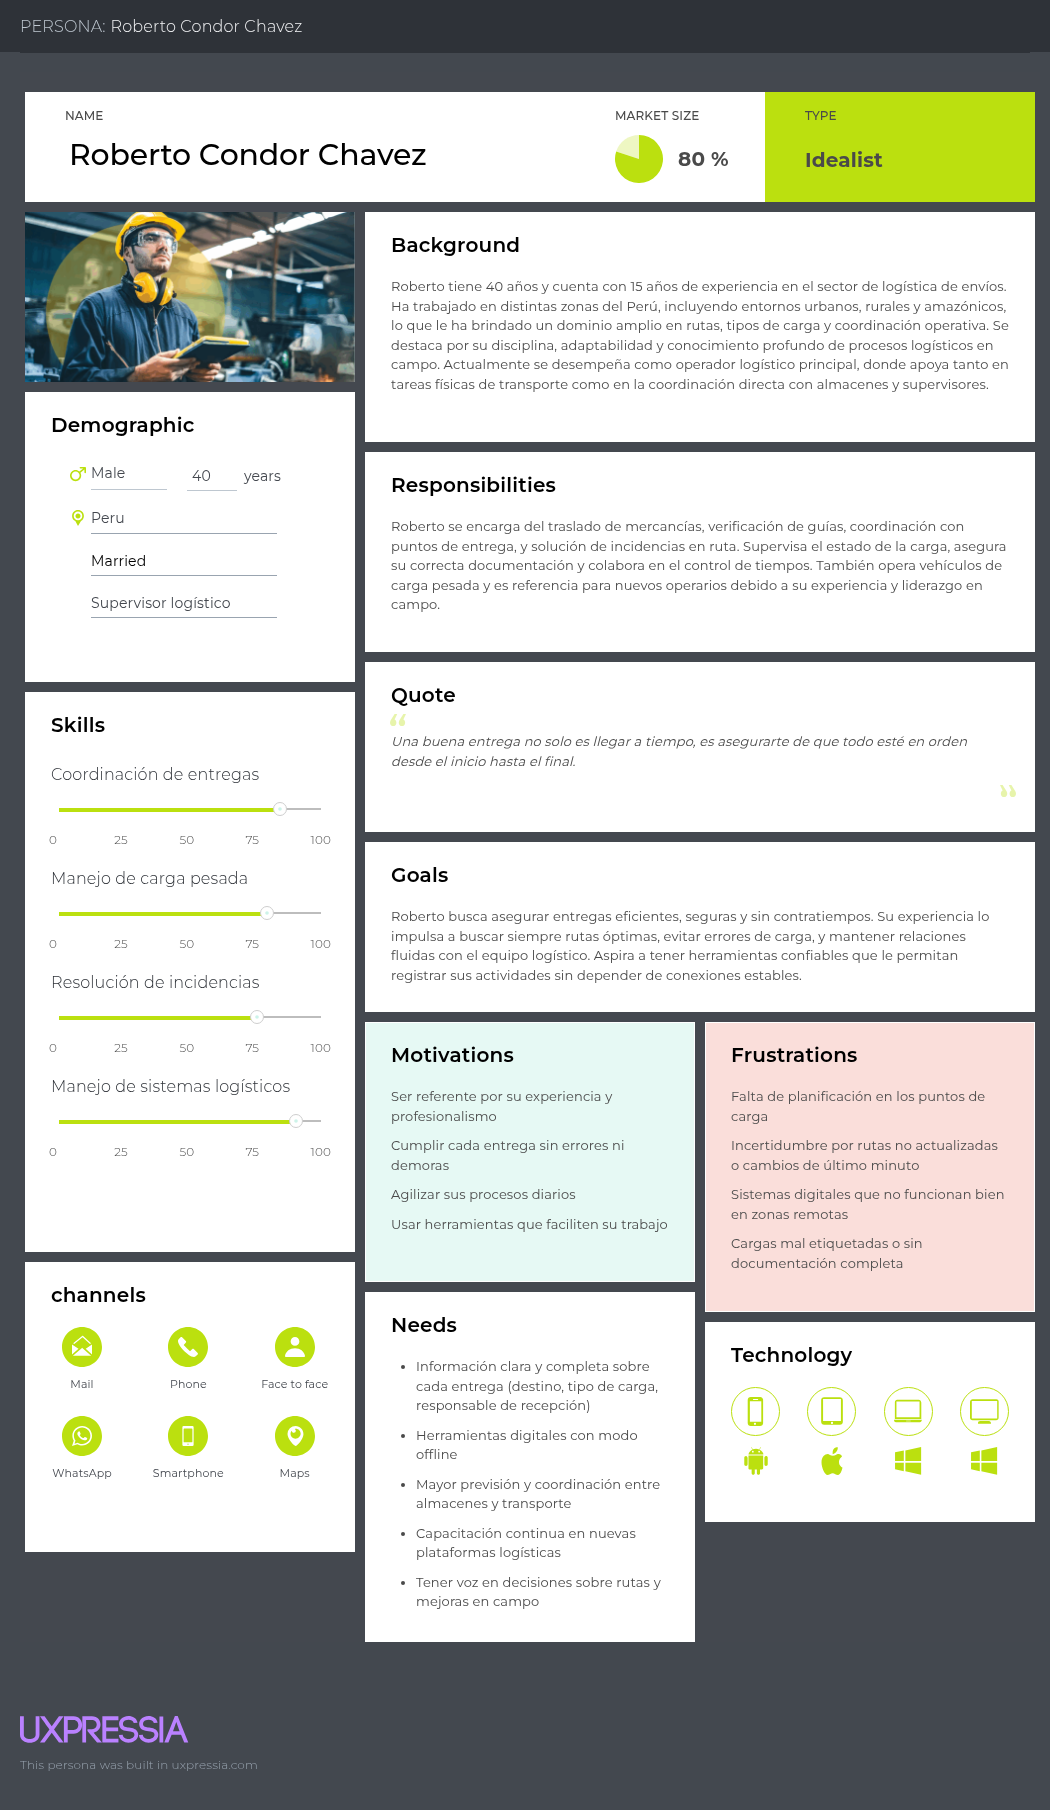 PERSONA: Roberto Condor Chavez
NAME
Roberto Condor Chavez
MARKET SIZE
80 %
TYPE
Idealist
Background
Roberto tiene 40 años y cuenta con 15 años de experiencia en el sector de logística de envíos.
Ha trabajado en distintas zonas del Perú, incluyendo entornos urbanos, rurales y amazónicos,
lo que le ha brindado un dominio amplio en rutas, tipos de carga y coordinación operativa. Se
destaca por su disciplina, adaptabilidad y conocimiento profundo de procesos logísticos en
campo. Actualmente se desempeña como operador logístico principal, donde apoya tanto en
tareas físicas de transporte como en la coordinación directa con almacenes y supervisores.
Demographic
Male 40 years
Peru
Married
Supervisor logístico
Responsibilities
Roberto se encarga del traslado de mercancías, verificación de guías, coordinación con
puntos de entrega, y solución de incidencias en ruta. Supervisa el estado de la carga, asegura
su correcta documentación y colabora en el control de tiempos. También opera vehículos de
carga pesada y es referencia para nuevos operarios debido a su experiencia y liderazgo en
campo.
Quote
“
Una buena entrega no solo es llegar a tiempo, es asegurarte de que todo esté en orden
desde el inicio hasta el final.
”
Skills
Coordinación de entregas
0 25 50 75 100
Manejo de carga pesada
0 25 50 75 100
Resolución de incidencias
0 25 50 75 100
Manejo de sistemas logísticos
0 25 50 75 100
Goals
Roberto busca asegurar entregas eficientes, seguras y sin contratiempos. Su experiencia lo
impulsa a buscar siempre rutas óptimas, evitar errores de carga, y mantener relaciones
fluidas con el equipo logístico. Aspira a tener herramientas confiables que le permitan
registrar sus actividades sin depender de conexiones estables.
Motivations
Ser referente por su experiencia y
profesionalismo
Cumplir cada entrega sin errores ni
demoras
Agilizar sus procesos diarios
Usar herramientas que faciliten su trabajo
Frustrations
Falta de planificación en los puntos de
carga
Incertidumbre por rutas no actualizadas
o cambios de último minuto
Sistemas digitales que no funcionan bien
en zonas remotas
Cargas mal etiquetadas o sin
documentación completa
channels
Mail Phone Face to face
WhatsApp Smartphone Maps
Needs
• Información clara y completa sobre
cada entrega (destino, tipo de carga,
responsable de recepción)
• Herramientas digitales con modo
offline
• Mayor previsión y coordinación entre
almacenes y transporte
• Capacitación continua en nuevas
plataformas logísticas
• Tener voz en decisiones sobre rutas y
mejoras en campo
Technology
UXPRESSIA
This persona was built in uxpressia.com